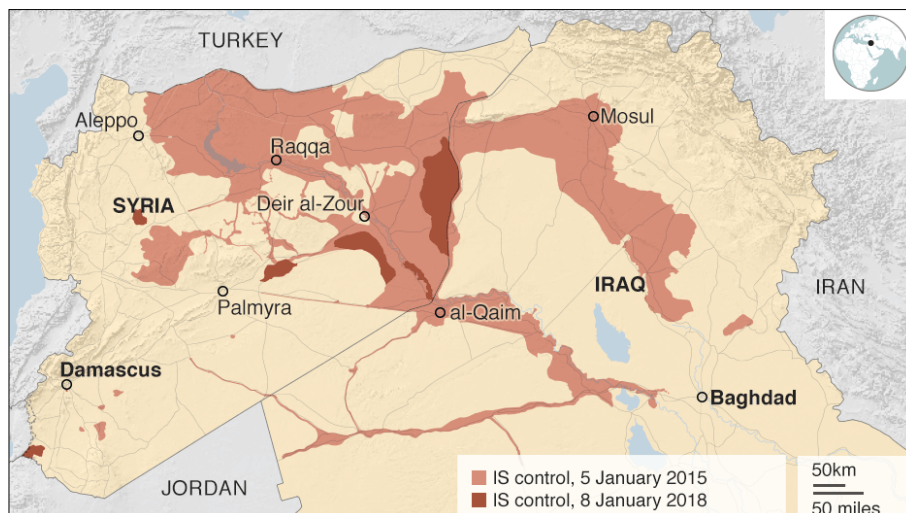 TURKEY
Aleppo
Mosul
Raqqa
SYRIA
Deir al-Zour
IRAQ
IRAN
Palmyra
al-Qaim
Damascus
Baghdad
JORDAN
IS control, 5 January 2015
IS control, 8 January 2018
50km
50 miles